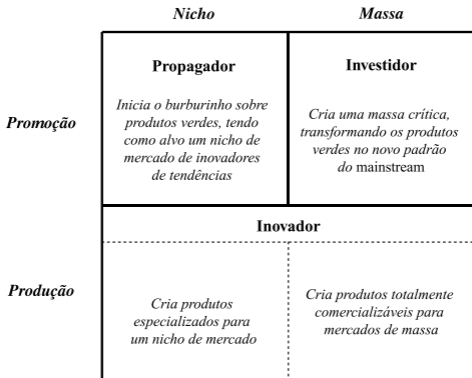 Nicho
Massa
Promoção
Propagador
Inicia o burburinho sobre
produtos verdes, tendo
como alvo um nicho de
mercado de inovadores
de tendências
Investidor
Cria uma massa crítica,
transformando os produtos
verdes no novo padrão
do mainstream
Produção
Inovador
Cria produtos
especializados para
um nicho de mercado
Cria produtos totalmente
comercializáveis para
mercados de massa